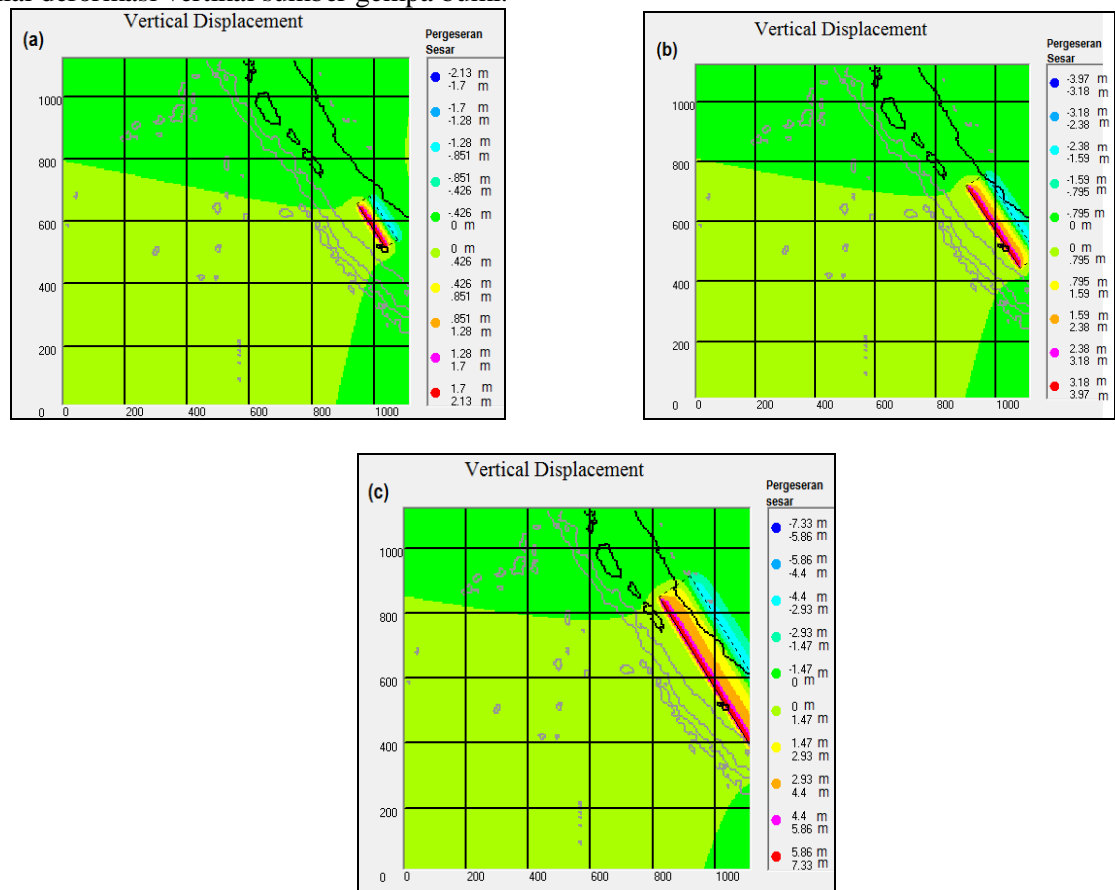 deformasi vertikal sumber gempa bumi.
Vertical Displacement
(a)
Pergeseran
Sesar
-2.13 m
-1.7 m
-1.7 m
-1.28 m
-1.28 m
-.851 m
-.851 m
-.426 m
-.426 m
0 m
0 m
.426 m
.426 m
.851 m
.851 m
1.28 m
1.28 m
1.7 m
1.7 m
2.13 m
1000
800
600
400
200
0
0 200 400 600 800 1000
Vertical Displacement
(b)
Pergeseran
Sesar
-3.97 m
-3.18 m
-3.18 m
-2.38 m
-2.38 m
-1.59 m
-1.59 m
-.795 m
-.795 m
0 m
0 m
.795 m
.795 m
1.59 m
1.59 m
2.38 m
2.38 m
3.18 m
3.18 m
3.97 m
1000
800
600
400
200
0
0 200 400 600 800 1000
Vertical Displacement
(c)
Pergeseran
sesar
-7.33 m
-5.86 m
-5.86 m
-4.4 m
-4.4 m
-2.93 m
-2.93 m
-1.47 m
-1.47 m
0 m
0 m
1.47 m
1.47 m
2.93 m
2.93 m
4.4 m
4.4 m
5.86 m
5.86 m
7.33 m
1000
800
600
400
200
0
0 200 400 600 800 1000